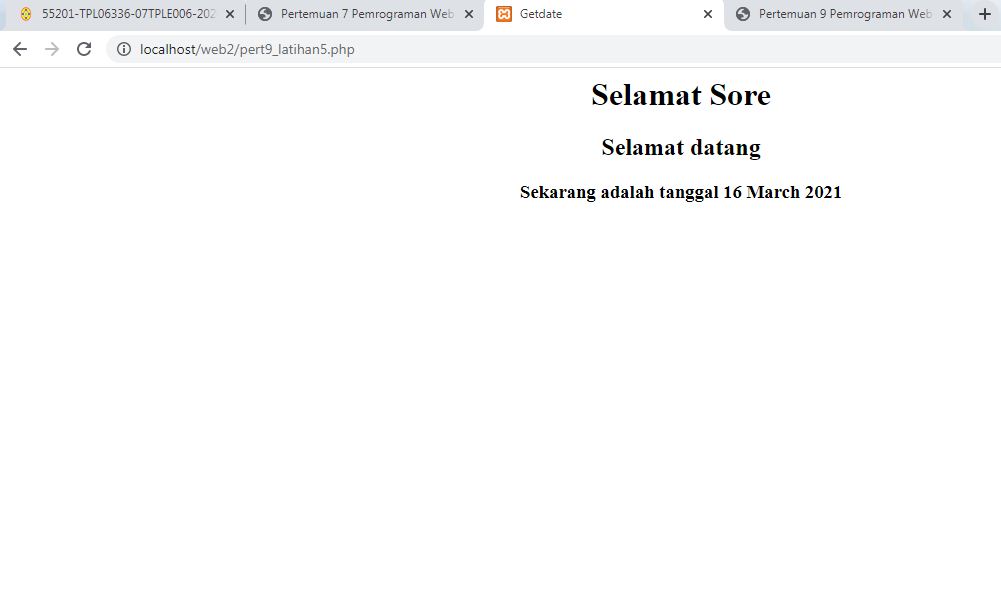 55201-TPL06336-07TPLE006-202
Pertemuan 7 Pemrograman Web
Getdate
Pertemuan 9 Pemrograman Web
localhost/web2/pert9_latihan5.php
Selamat Sore
Selamat datang
Sekarang adalah tanggal 16 March 2021